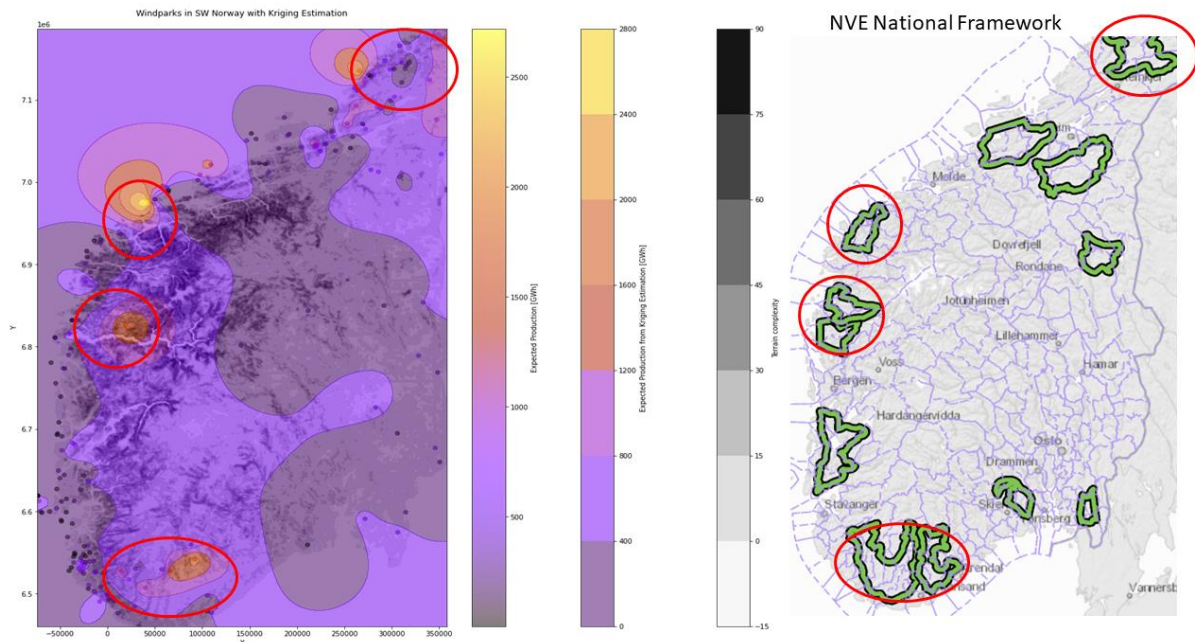 Windparks in SW Norway with Kriging Estimation
1e6
7.1
7.0
6.9
6.8
6.7
6.6
6.5
Y
−50000 0 50000 100000 150000 200000 250000 300000 350000
2500
2000
1500
1000
500
Expected Production [GWh]
2800
2400
2000
1600
1200
800
400
0
Expected Production from Kriging Estimation [GWh]
90
75
60
45
30
15
0
−15
Terrain complexity
NVE National Framework
Molde
Dovrefjell
Rondane
Jotunheimen
Lillehammer
Voss
Hamar
Bergen
Hardangervidda
Oslo
Drammen
Stavanger